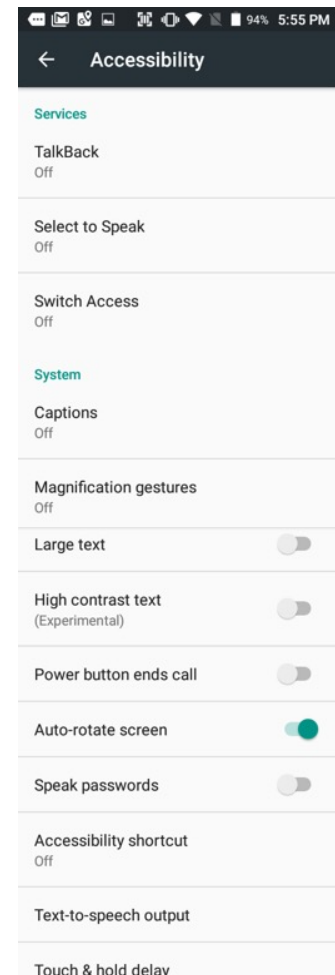 94% 5:55 PM
Accessibility
Services
TalkBack
Off
Select to Speak
Off
Switch Access
Off
System
Captions
Off
Magnification gestures
Off
Large text
High contrast text
(Experimental)
Power button ends call
Auto-rotate screen
Speak passwords
Accessibility shortcut
Off
Text-to-speech output
Touch & hold delay